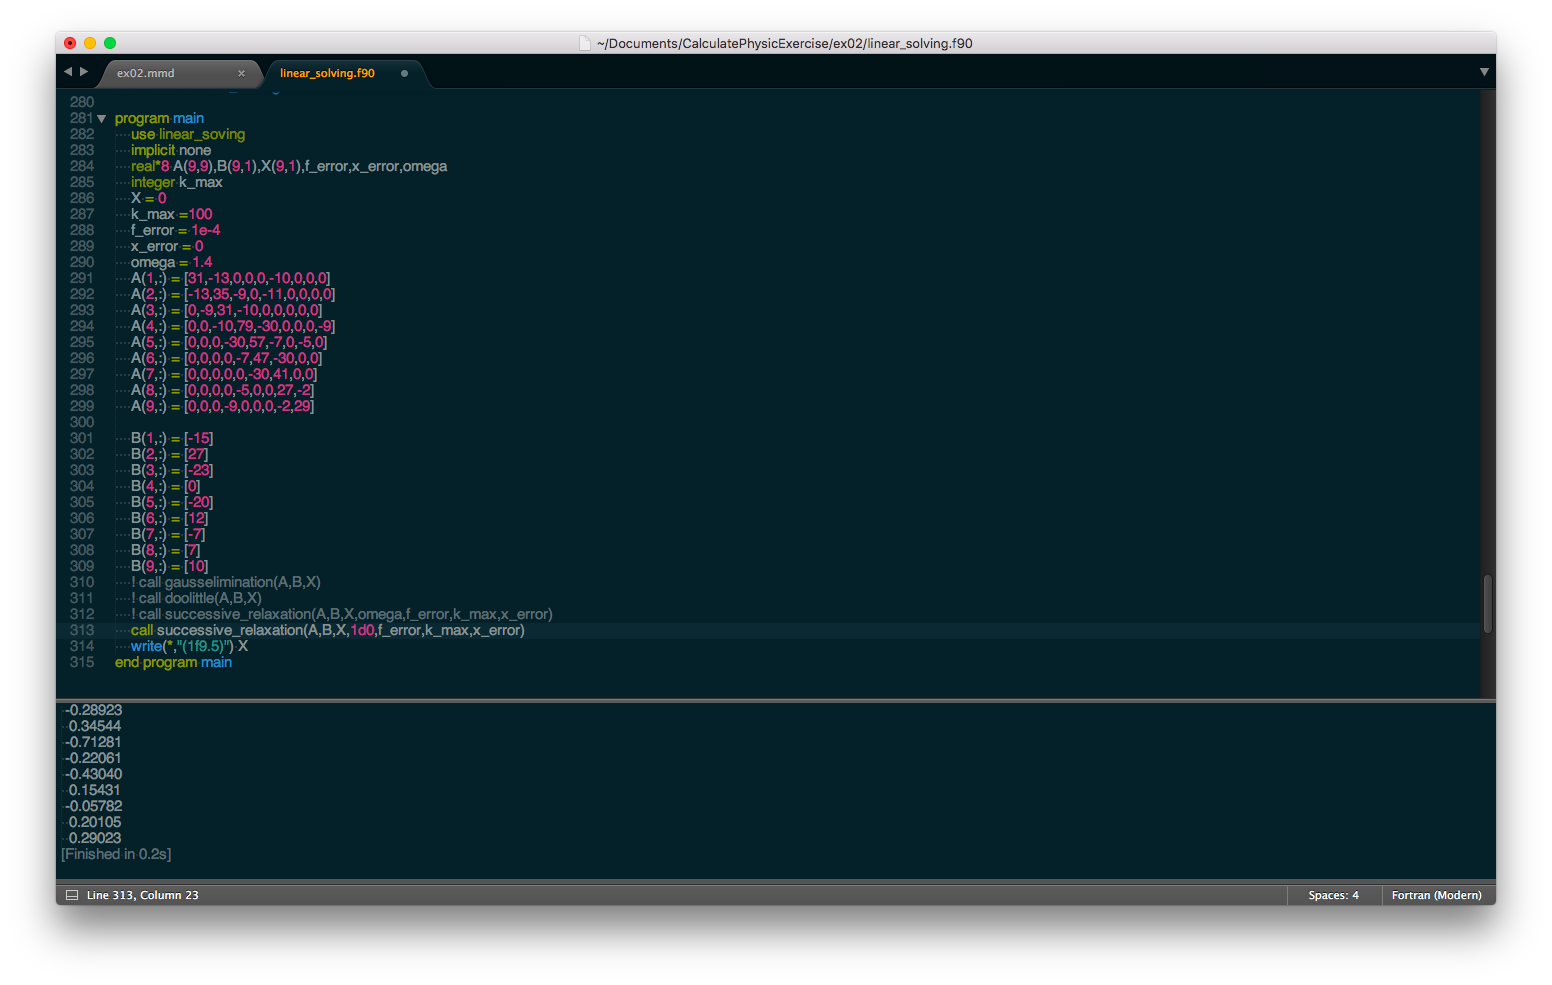 ~/Documents/CalculatePhysicExercise/ex02/linear_solving.f90
ex02.mmd × linear_solving.f90
280
281 program main
282 use linear_soving
283 implicit none
284 real*8 A(9,9),B(9,1),X(9,1),f_error,x_error,omega
285 integer k_max
286 X = 0
287 k_max =100
288 f_error = 1e-4
289 x_error = 0
290 omega = 1.4
291 A(1,:) = [31,-13,0,0,0,-10,0,0,0]
292 A(2,:) = [-13,35,-9,0,-11,0,0,0,0]
293 A(3,:) = [0,-9,31,-10,0,0,0,0,0]
294 A(4,:) = [0,0,-10,79,-30,0,0,0,-9]
295 A(5,:) = [0,0,0,-30,57,-7,0,-5,0]
296 A(6,:) = [0,0,0,0,-7,47,-30,0,0]
297 A(7,:) = [0,0,0,0,0,-30,41,0,0]
298 A(8,:) = [0,0,0,0,-5,0,0,27,-2]
299 A(9,:) = [0,0,0,-9,0,0,0,-2,29]
300
301 B(1,:) = [-15]
302 B(2,:) = [27]
303 B(3,:) = [-23]
304 B(4,:) = [0]
305 B(5,:) = [-20]
306 B(6,:) = [12]
307 B(7,:) = [-7]
308 B(8,:) = [7]
309 B(9,:) = [10]
310 ! call gausselimination(A,B,X)
311 ! call doolittle(A,B,X)
312 ! call successive_relaxation(A,B,X,omega,f_error,k_max,x_error)
313 call successive_relaxation(A,B,X,1d0,f_error,k_max,x_error)
314 write(*,"(1f9.5)") X
315 end program main
-0.28923
0.34544
-0.71281
-0.22061
-0.43040
0.15431
-0.05782
0.20105
0.29023
[Finished in 0.2s]
Line 313, Column 23 Spaces: 4 Fortran (Modern)